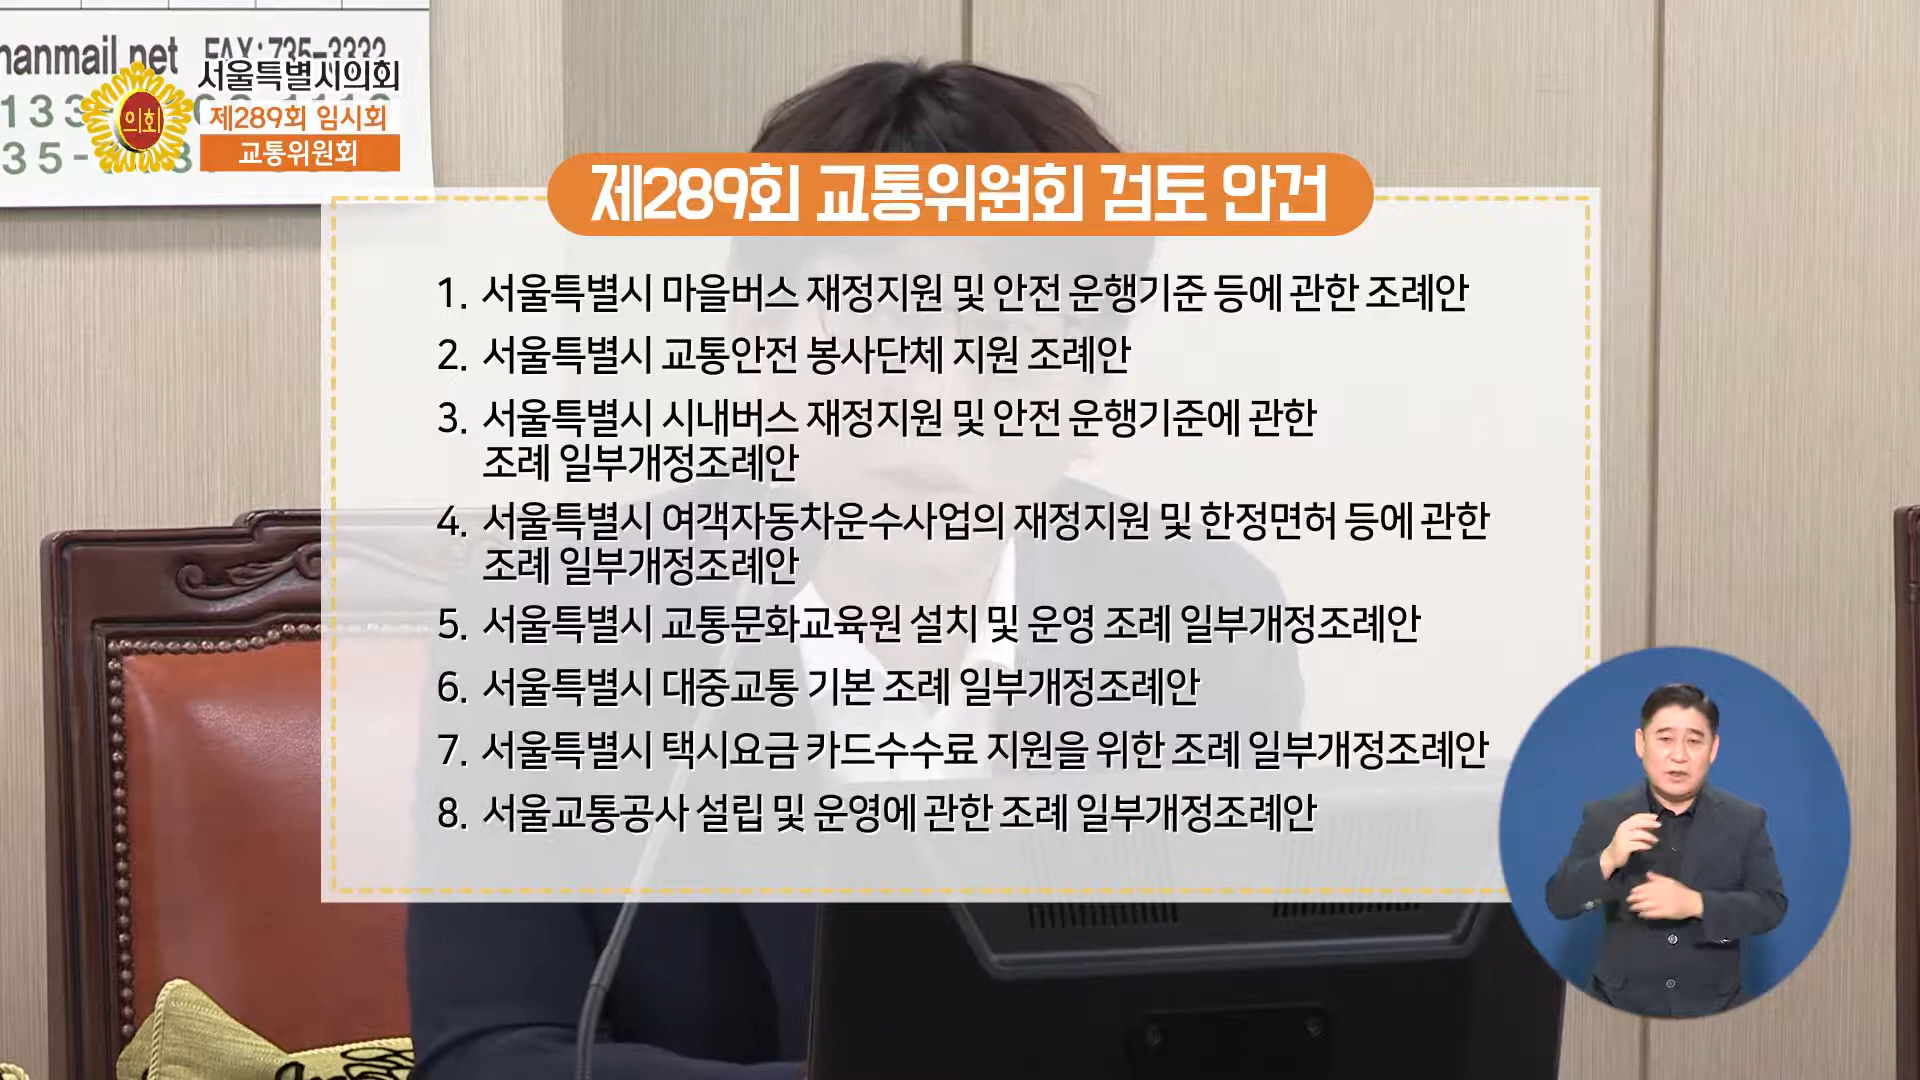 hanmail.net FAX:735-3332
서울특별시의회
의회
제289회 임시회
교통위원회
제289회 교통위원회 검토 안건
1. 서울특별시 마을버스 재정지원 및 안전 운행기준 등에 관한 조례안
2. 서울특별시 교통안전 봉사단체 지원 조례안
3. 서울특별시 시내버스 재정지원 및 안전 운행기준에 관한
조례 일부개정조례안
4. 서울특별시 여객자동차운수사업의 재정지원 및 한정면허 등에 관한
조례 일부개정조례안
5. 서울특별시 교통문화교육원 설치 및 운영 조례 일부개정조례안
6. 서울특별시 대중교통 기본 조례 일부개정조례안
7. 서울특별시 택시요금 카드수수료 지원을 위한 조례 일부개정조례안
8. 서울교통공사 설립 및 운영에 관한 조례 일부개정조례안